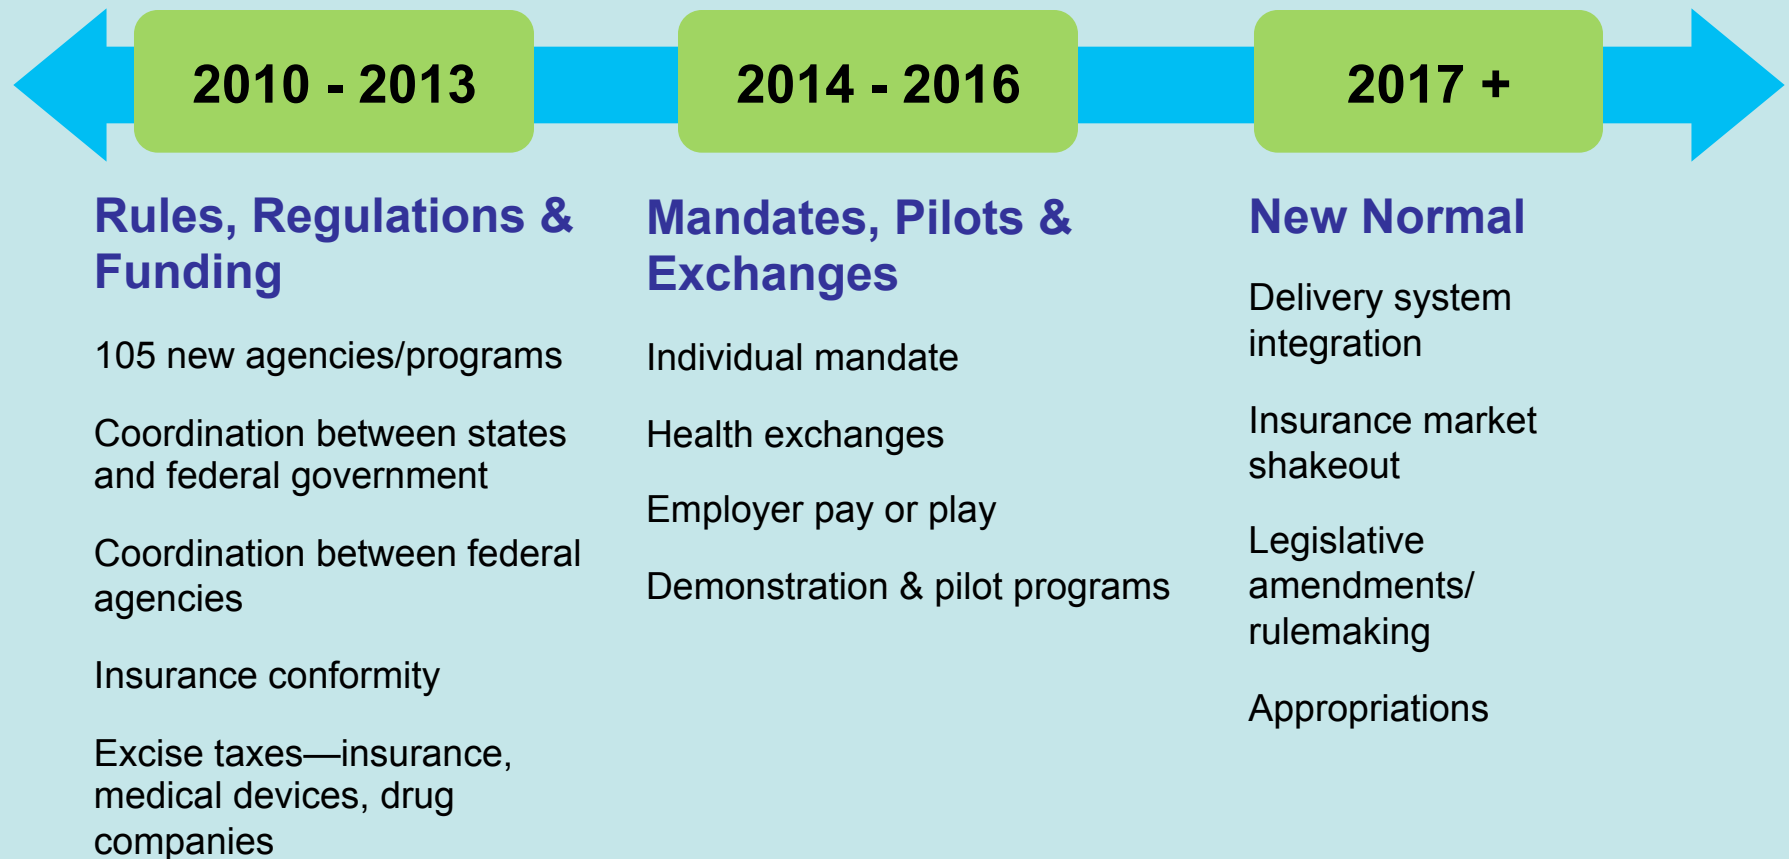 2010 - 2013
2014 - 2016
2017 +
Rules, Regulations &
Funding
105 new agencies/programs
Coordination between states
and federal government
Coordination between federal
agencies
Insurance conformity
Excise taxes—insurance,
medical devices, drug
companies
Mandates, Pilots &
Exchanges
Individual mandate
Health exchanges
Employer pay or play
Demonstration & pilot programs
New Normal
Delivery system
integration
Insurance market
shakeout
Legislative
amendments/
rulemaking
Appropriations